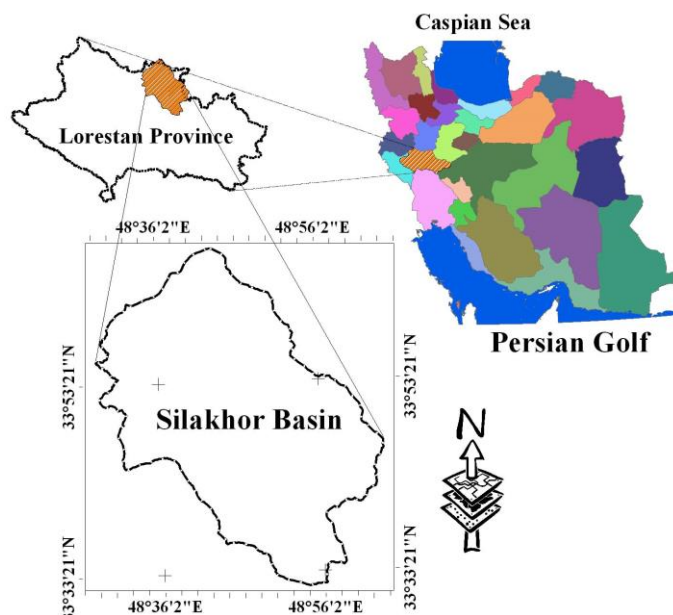 Caspian Sea
Lorestan Province
48°36'2"E 48°56'2"E
Persian Golf
33°53'21"N 33°53'21"N
Silakhor Basin
N
33°33'21"N 33°33'21"N
48°36'2"E 48°56'2"E